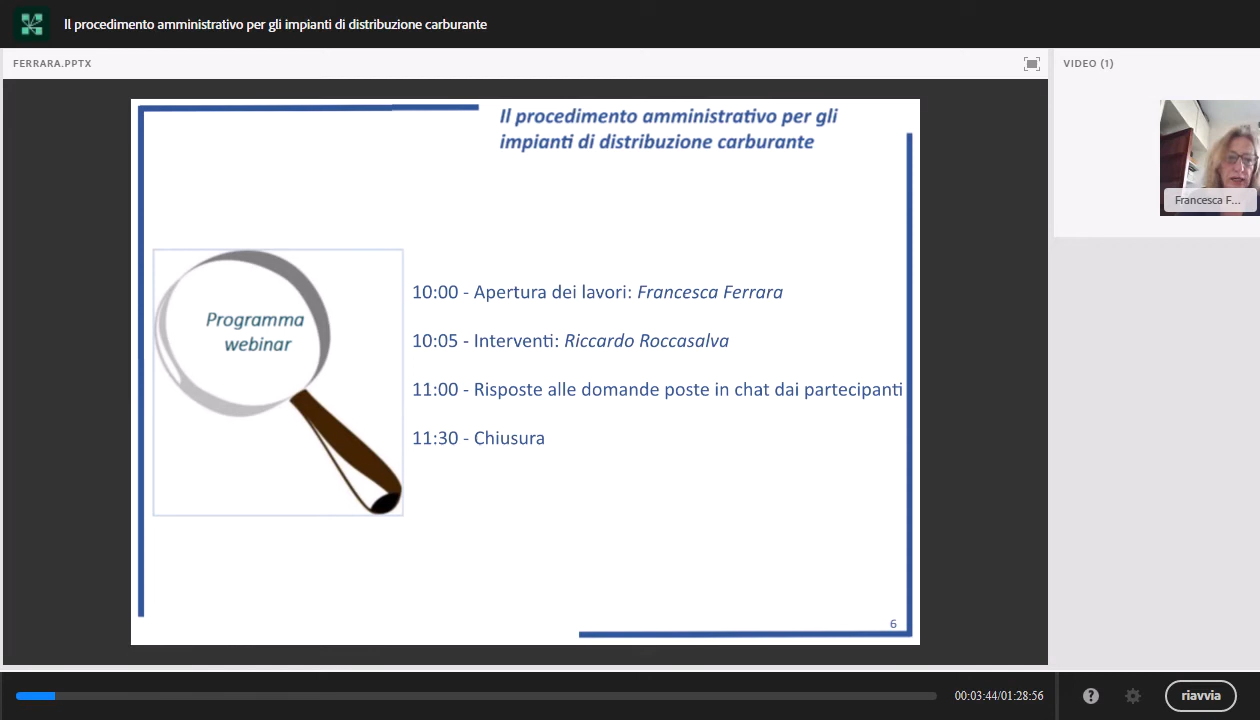 Il procedimento amministrativo per gli impianti di distribuzione carburante
FERRARA.PPTX
VIDEO (1)
Il procedimento amministrativo per gli
impianti di distribuzione carburante
Francesca F...
Programma
webinar
10:00 - Apertura dei lavori: Francesca Ferrara
10:05 - Interventi: Riccardo Roccasalva
11:00 - Risposte alle domande poste in chat dai partecipanti
11:30 - Chiusura
6
00:03:44/01:28:56
?
riavvia